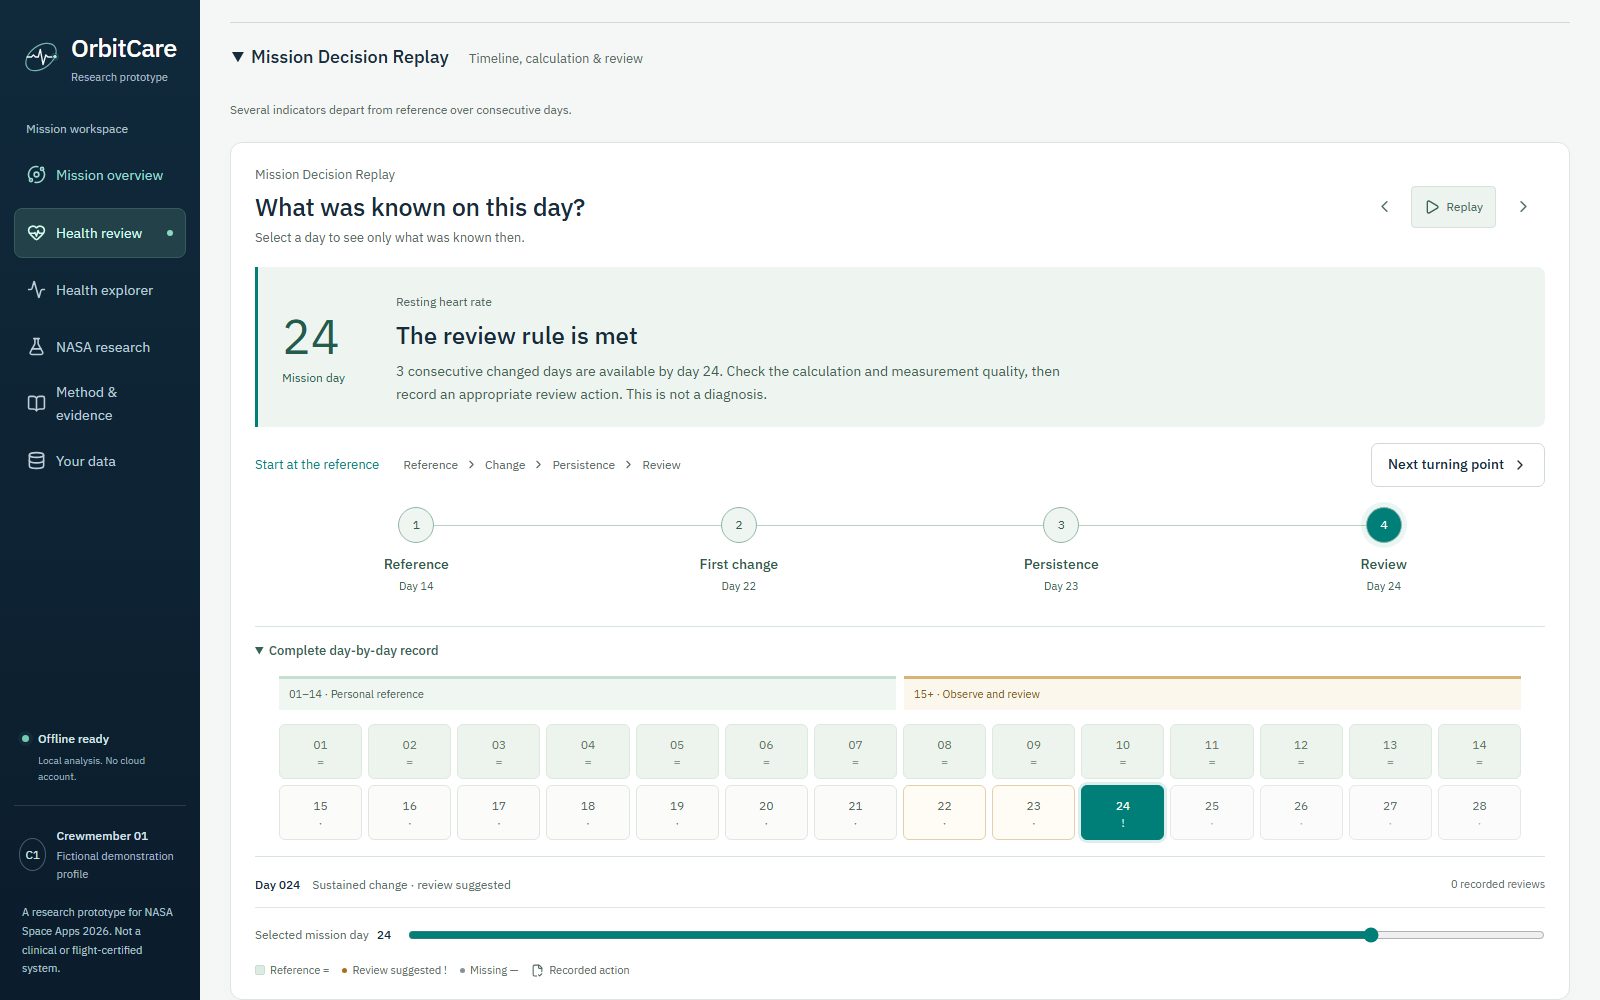 OrbitCare
Research prototype
Mission workspace
Mission overview
Health review
Health explorer
NASA research
Method &
evidence
Your data
Offline ready
Local analysis. No cloud
account.
C1
Crewmember 01
Fictional demonstration
profile
A research prototype for NASA
Space Apps 2026. Not a
clinical or flight-certified
system.
▼ Mission Decision Replay Timeline, calculation & review
Several indicators depart from reference over consecutive days.
Mission Decision Replay
What was known on this day?
Select a day to see only what was known then.
Replay
24
Mission day
Resting heart rate
The review rule is met
3 consecutive changed days are available by day 24. Check the calculation and measurement quality, then
record an appropriate review action. This is not a diagnosis.
Start at the reference Reference > Change > Persistence > Review
Next turning point >
1 2 3 4
Reference First change Persistence Review
Day 14 Day 22 Day 23 Day 24
▼ Complete day-by-day record
01–14 · Personal reference 15+ · Observe and review
01 02 03 04 05 06 07 08 09 10 11 12 13 14
= = = = = = = = = = = = = =
15 16 17 18 19 20 21 22 23 24 25 26 27 28
· · · · · · · · · ! · · · ·
Day 024 Sustained change · review suggested 0 recorded reviews
Selected mission day 24
Reference = Review suggested ! Missing — Recorded action